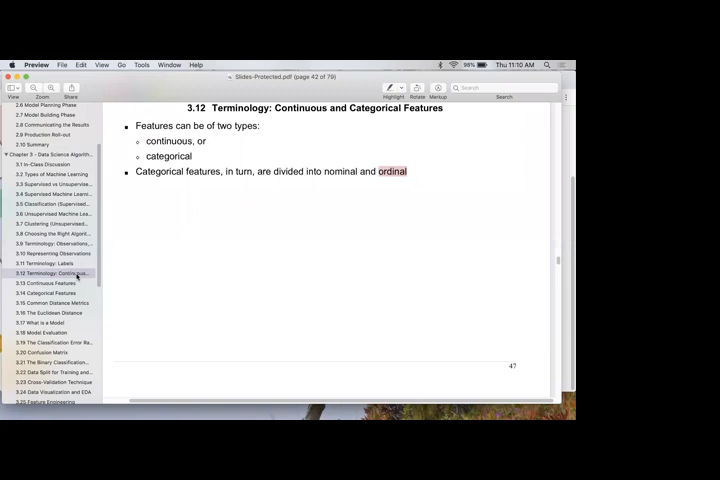 Preview File Edit View Go Tools Window Help 98% Thu 11:10 AM
Slides-Protected.pdf (page 42 of 79)
View Zoom Share Highlight Rotate Markup Search
Search
2.6 Model Planning Phase
2.7 Model Building Phase
2.8 Communicating the Results
2.9 Production Roll-out
2.10 Summary
Chapter 3 - Data Science Algorith...
3.1 In-Class Discussion
3.2 Types of Machine Learning
3.3 Supervised vs Unsupervise...
3.4 Supervised Machine Learni...
3.5 Classification (Supervised...
3.6 Unsupervised Machine Lea...
3.7 Clustering (Unsupervised...
3.8 Choosing the Right Algorit...
3.9 Terminology: Observations,...
3.10 Representing Observations
3.11 Terminology: Labels
3.12 Terminology: Continuous...
3.13 Continuous Features
3.14 Categorical Features
3.15 Common Distance Metrics
3.16 The Euclidean Distance
3.17 What is a Model
3.18 Model Evaluation
3.19 The Classification Error Ra...
3.20 Confusion Matrix
3.21 The Binary Classification...
3.22 Data Split for Training and...
3.23 Cross-Validation Technique
3.24 Data Visualization and EDA
3.25 Feature Engineering
3.12 Terminology: Continuous and Categorical Features
Features can be of two types:
continuous, or
categorical
Categorical features, in turn, are divided into nominal and ordinal
47